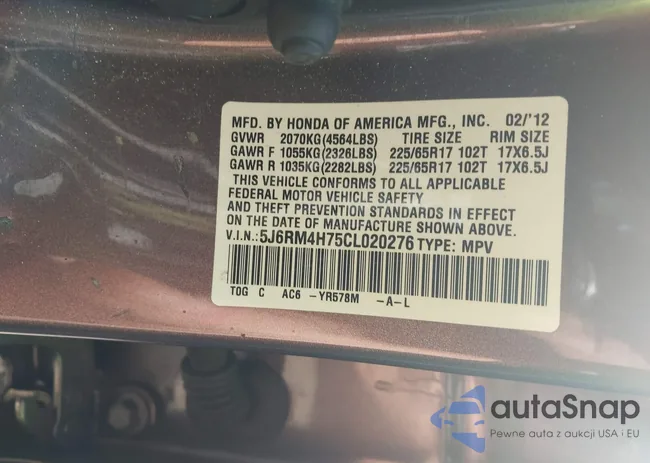 MFD. BY HONDA OF AMERICA MFG., INC. 02/'12
GVWR 2070KG(4564LBS) TIRE SIZE RIM SIZE
GAWR F 1055KG(2326LBS) 225/65R17 102T 17X6.5J
GAWR R 1035KG(2282LBS) 225/65R17 102T 17X6.5J
THIS VEHICLE CONFORMS TO ALL APPLICABLE
FEDERAL MOTOR VEHICLE SAFETY
AND THEFT PREVENTION STANDARDS IN EFFECT
ON THE DATE OF MANUFACTURE SHOWN ABOVE.
V.I.N.: 5J6RM4H75CL020276 TYPE: MPV
TOG C AC6 -YR578M -A-L
autaSnap
Pewne auta z aukcji USA i EU